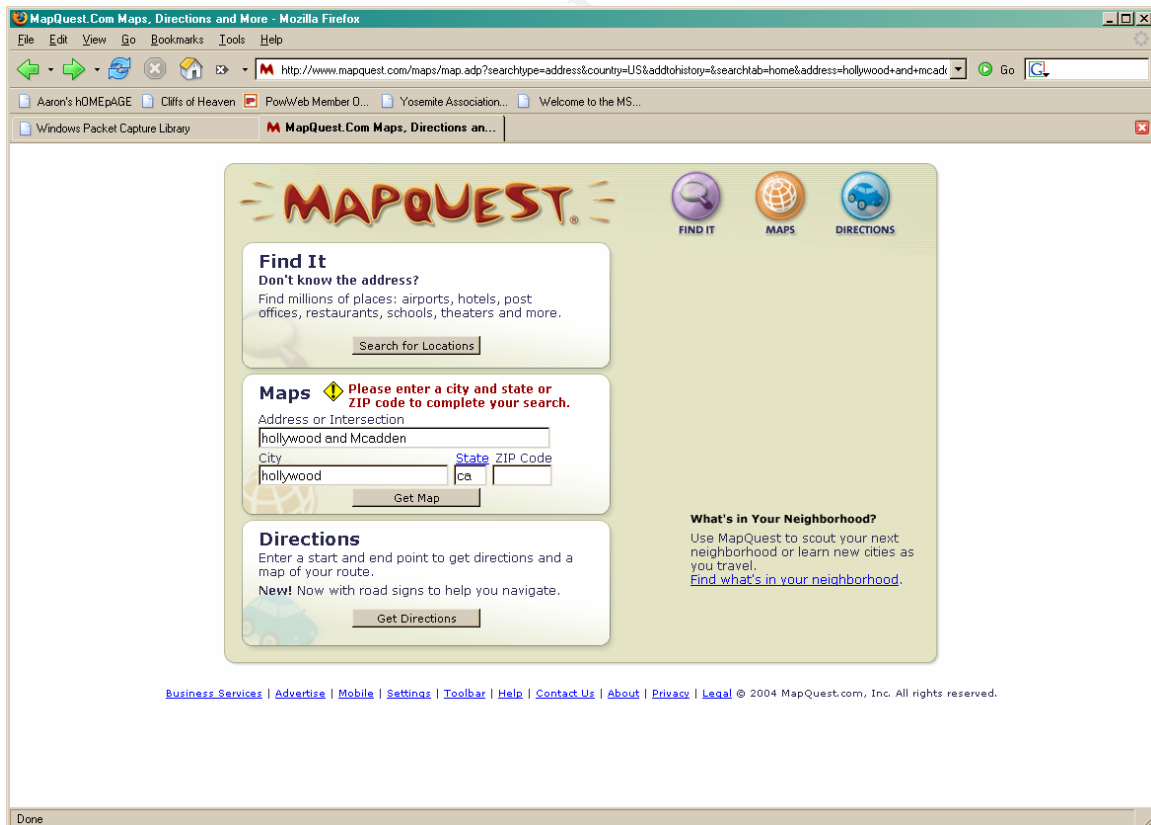 MapQuest.Com Maps, Directions and More - Mozilla Firefox
File Edit View Go Bookmarks Tools Help
http://www.mapquest.com/maps/map.adp?searchtype=address&country=US&addtohistory=&searchtab=home&address=hollywood+and+mcadd Go G
Aaron's hOMEpAGE Cliffs of Heaven PowWeb Member O... Yosemite Association... Welcome to the MS...
Windows Packet Capture Library MapQuest.Com Maps, Directions an...
MAPQUEST®
FIND IT MAPS DIRECTIONS
Find It
Don't know the address?
Find millions of places: airports, hotels, post
offices, restaurants, schools, theaters and more.
Search for Locations
Maps Please enter a city and state or
ZIP code to complete your search.
Address or Intersection
hollywood and Mcadden
City State ZIP Code
hollywood ca
Get Map
Directions
Enter a start and end point to get directions and a
map of your route.
New! Now with road signs to help you navigate.
Get Directions
What's in Your Neighborhood?
Use MapQuest to scout your next
neighborhood or learn new cities as
you travel.
Find what's in your neighborhood.
Business Services | Advertise | Mobile | Settings | Toolbar | Help | Contact Us | About | Privacy | Legal © 2004 MapQuest.com, Inc. All rights reserved.
Done